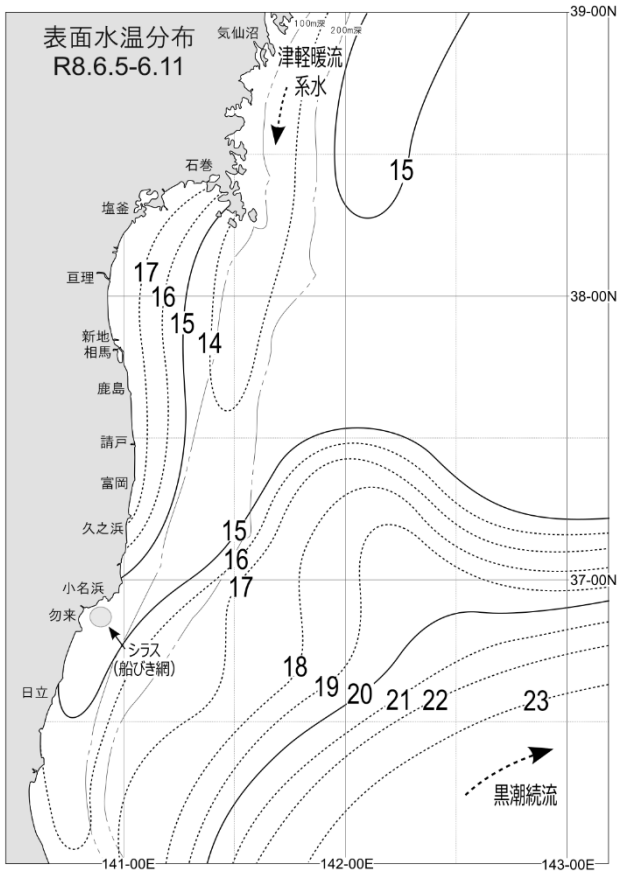 表面水温分布
R8.6.5-6.11
気仙沼
100m深
200m深
39-00N
津軽暖流
系水
石巻
15
塩釜
亘理
17
16
15
14
38-00N
新地
相馬
鹿島
請戸
富岡
久之浜
15
16
17
小名浜
37-00N
勿来
シラス
(船びき網)
日立
18
19
20
21
22
23
黒潮続流
141-00E
142-00E
143-00E